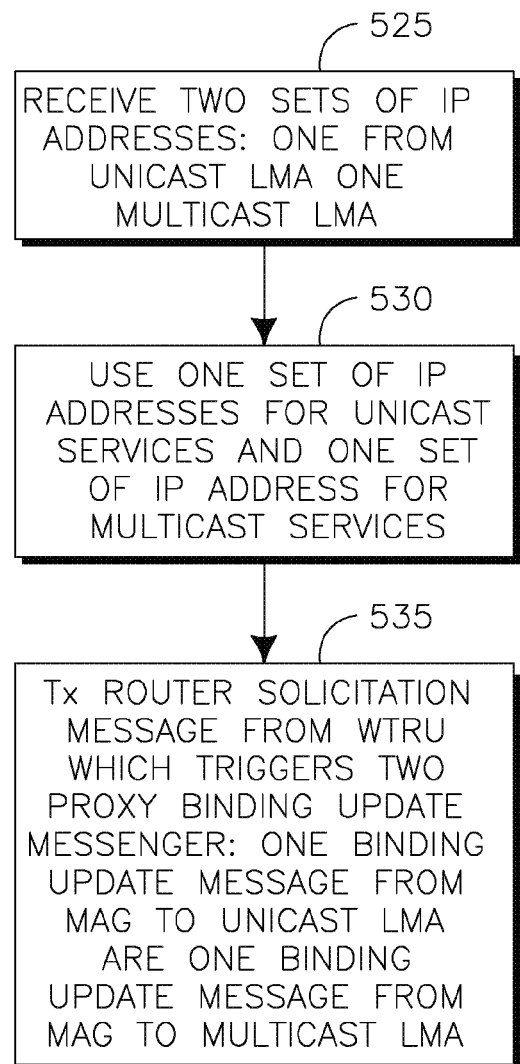 525
RECEIVE TWO SETS OF IP
ADDRESSES: ONE FROM
UNICAST LMA ONE
MULTICAST LMA
530
USE ONE SET OF IP
ADDRESSES FOR UNICAST
SERVICES AND ONE SET
OF IP ADDRESS FOR
MULTICAST SERVICES
535
Tx ROUTER SOLICITATION
MESSAGE FROM WTRU
WHICH TRIGGERS TWO
PROXY BINDING UPDATE
MESSENGER: ONE BINDING
UPDATE MESSAGE FROM
MAG TO UNICAST LMA
ARE ONE BINDING
UPDATE MESSAGE FROM
MAG TO MULTICAST LMA